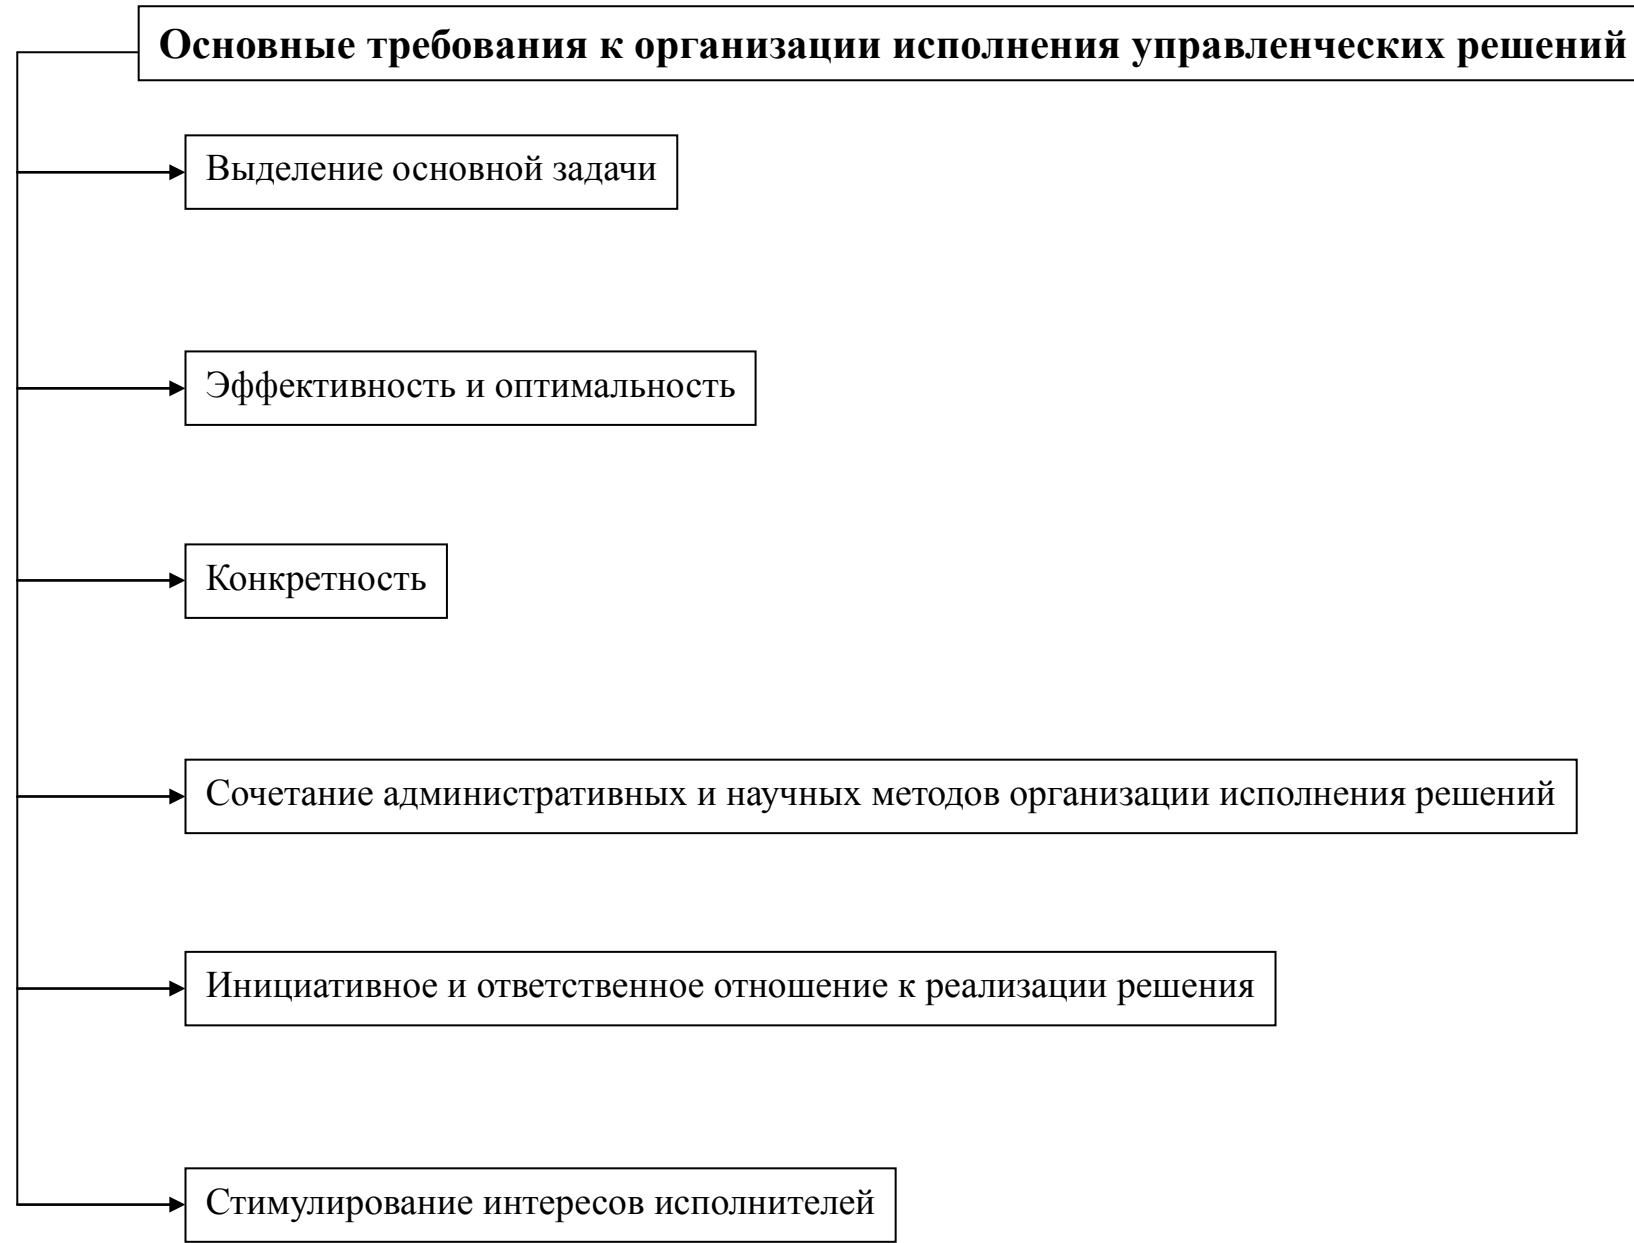 Основные требования к организации исполнения управленческих решений
Выделение основной задачи
Эффективность и оптимальность
Конкретность
Сочетание административных и научных методов организации исполнения решений
Инициативное и ответственное отношение к реализации решения
Стимулирование интересов исполнителей